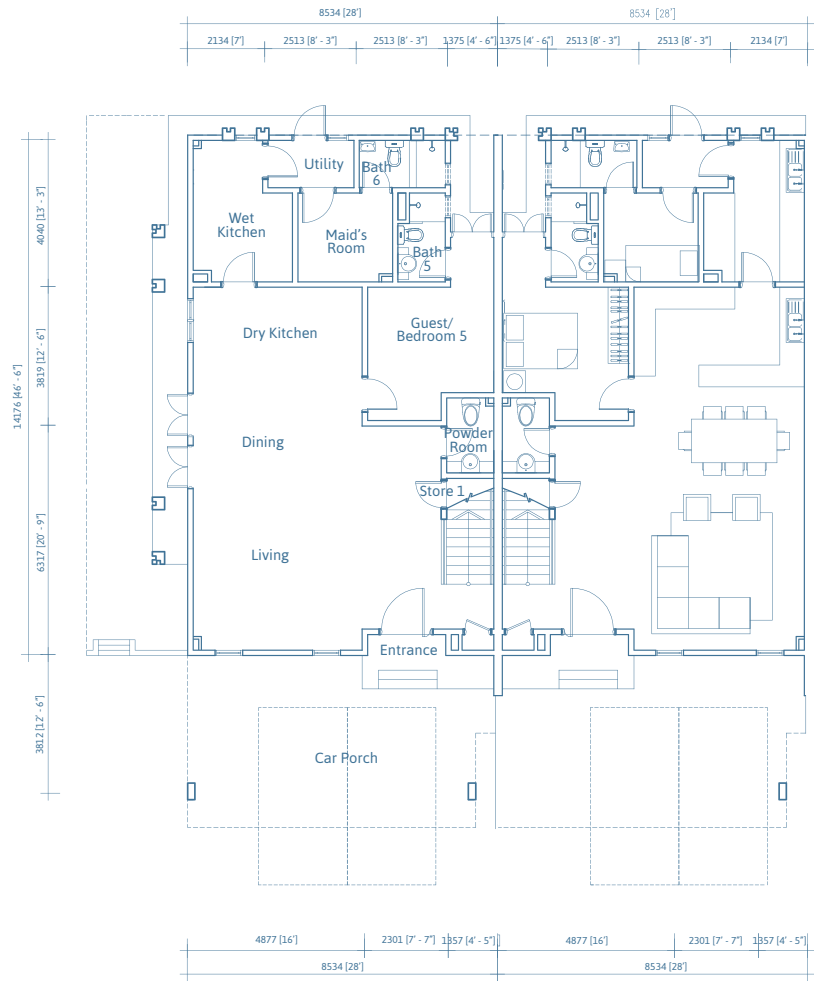 8534 [28']
8534 [28']
2134 [7']
2513 [8' - 3"]
2513 [8' - 3"]
1375 [4' - 6"]
1375 [4' - 6"]
2513 [8' - 3"]
2513 [8' - 3"]
2134 [7']
Utility
Bath
6
Wet
Kitchen
Maid's
Room
Bath
5
4040 [13' - 3"]
Dry Kitchen
Guest/
Bedroom 5
3819 [12' - 6"]
14176 [46' - 6"]
Dining
Powder
Room
Store 1
6317 [20' - 9"]
Living
Entrance
3812 [12' - 6"]
Car Porch
4877 [16']
2301 [7' - 7"]
1357 [4' - 5"]
4877 [16']
2301 [7' - 7"]
1357 [4' - 5"]
8534 [28']
8534 [28']